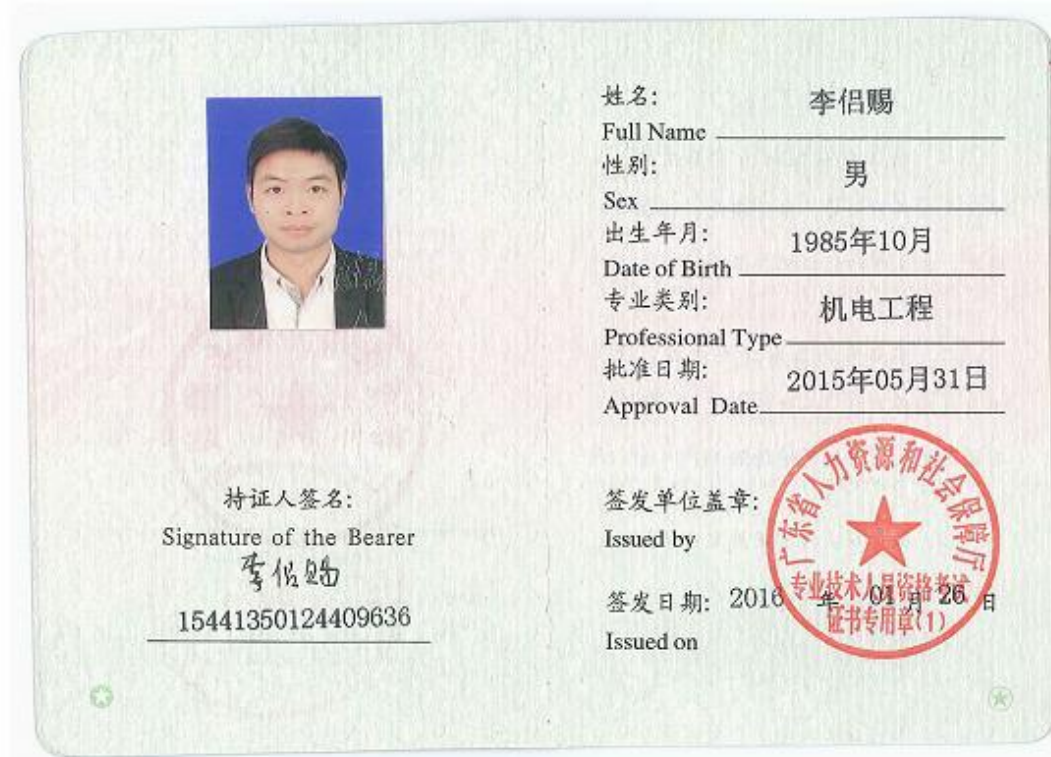 姓名: 李侣赐
Full Name
性别: 男
Sex
出生年月: 1985年10月
Date of Birth
专业类别: 机电工程
Professional Type
批准日期: 2015年05月31日
Approval Date
持证人签名:
Signature of the Bearer
李侣赐
15441350124409636
签发单位盖章:
Issued by
签发日期: 2016 年 01 月 26 日
Issued on
广东省人力资源和社会保障厅
专业技术人员资格考试
证书专用章(1)